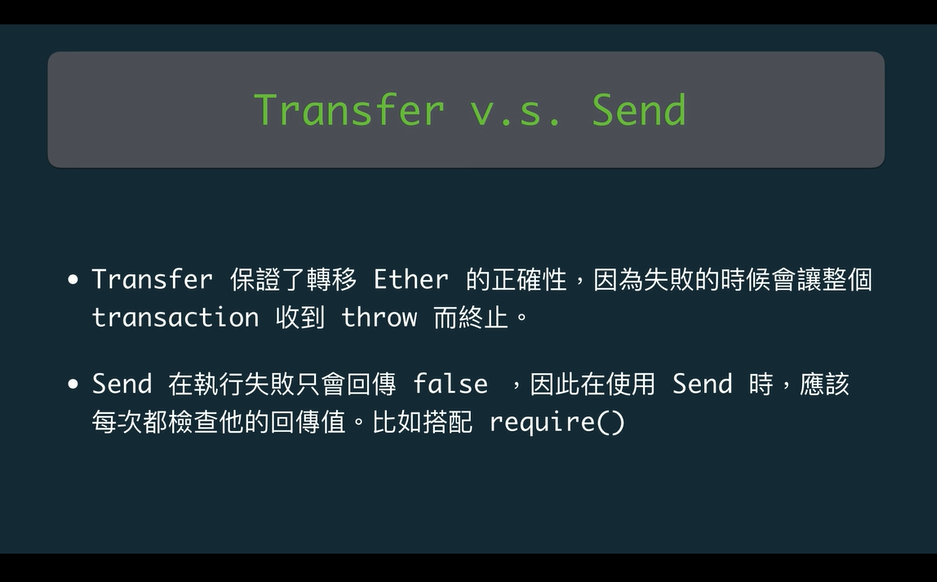 Transfer v.s. Send
• Transfer 保證了轉移 Ether 的正確性，因為失敗的時候會讓整個
transaction 收到 throw 而終止。
• Send 在執行失敗只會回傳 false ，因此在使用 Send 時，應該
每次都檢查他的回傳值。比如搭配 require()